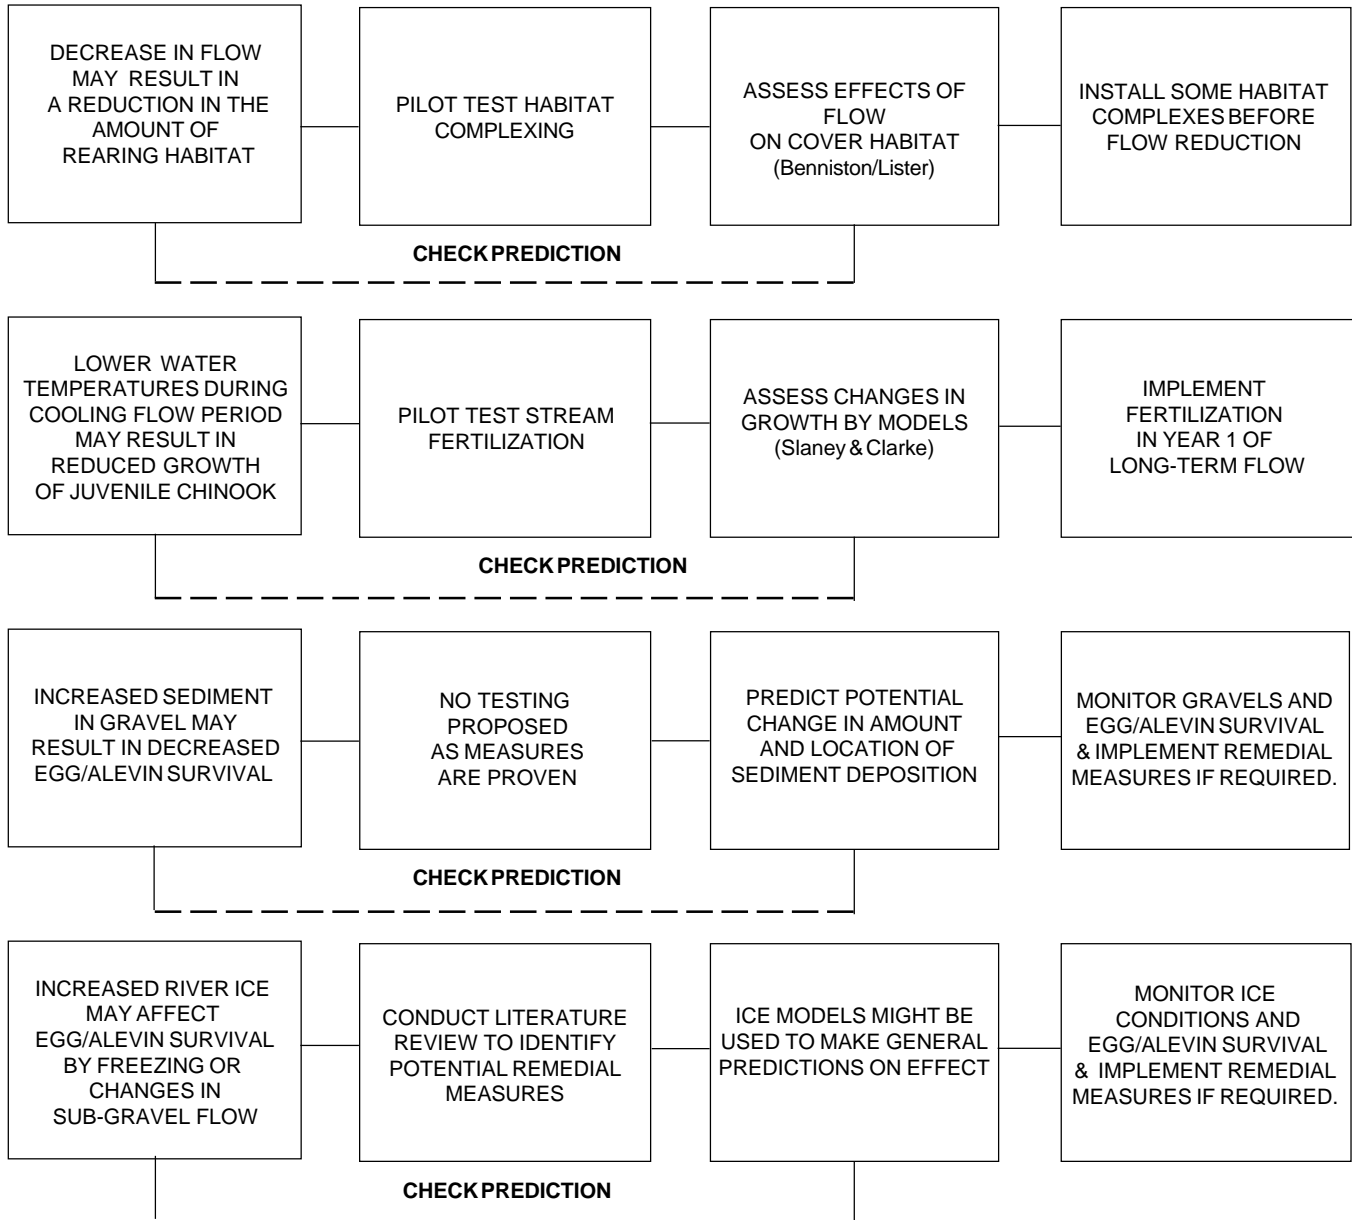 DECREASE IN FLOW
MAY RESULT IN
A REDUCTION IN THE
AMOUNT OF
REARING HABITAT
PILOT TEST HABITAT
COMPLEXING
ASSESS EFFECTS OF
FLOW
ON COVER HABITAT
(Benniston/Lister)
INSTALL SOME HABITAT
COMPLEXES BEFORE
FLOW REDUCTION
CHECK PREDICTION
LOWER WATER
TEMPERATURES DURING
COOLING FLOW PERIOD
MAY RESULT IN
REDUCED GROWTH
OF JUVENILE CHINOOK
PILOT TEST STREAM
FERTILIZATION
ASSESS CHANGES IN
GROWTH BY MODELS
(Slaney & Clarke)
IMPLEMENT
FERTILIZATION
IN YEAR 1 OF
LONG-TERM FLOW
CHECK PREDICTION
INCREASED SEDIMENT
IN GRAVEL MAY
RESULT IN DECREASED
EGG/ALEVIN SURVIVAL
NO TESTING
PROPOSED
AS MEASURES
ARE PROVEN
PREDICT POTENTIAL
CHANGE IN AMOUNT
AND LOCATION OF
SEDIMENT DEPOSITION
MONITOR GRAVELS AND
EGG/ALEVIN SURVIVAL
& IMPLEMENT REMEDIAL
MEASURES IF REQUIRED.
CHECK PREDICTION
INCREASED RIVER ICE
MAY AFFECT
EGG/ALEVIN SURVIVAL
BY FREEZING OR
CHANGES IN
SUB-GRAVEL FLOW
CONDUCT LITERATURE
REVIEW TO IDENTIFY
POTENTIAL REMEDIAL
MEASURES
ICE MODELS MIGHT BE
USED TO MAKE GENERAL
PREDICTIONS ON EFFECT
MONITOR ICE
CONDITIONS AND
EGG/ALEVIN SURVIVAL
& IMPLEMENT REMEDIAL
MEASURES IF REQUIRED.
CHECK PREDICTION